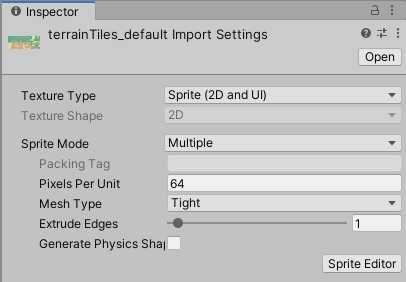 Inspector
terrainTiles_default Import Settings
Open
Texture Type Sprite (2D and UI)
Texture Shape 2D
Sprite Mode Multiple
Packing Tag
Pixels Per Unit 64
Mesh Type Tight
Extrude Edges 1
Generate Physics Shap
Sprite Editor